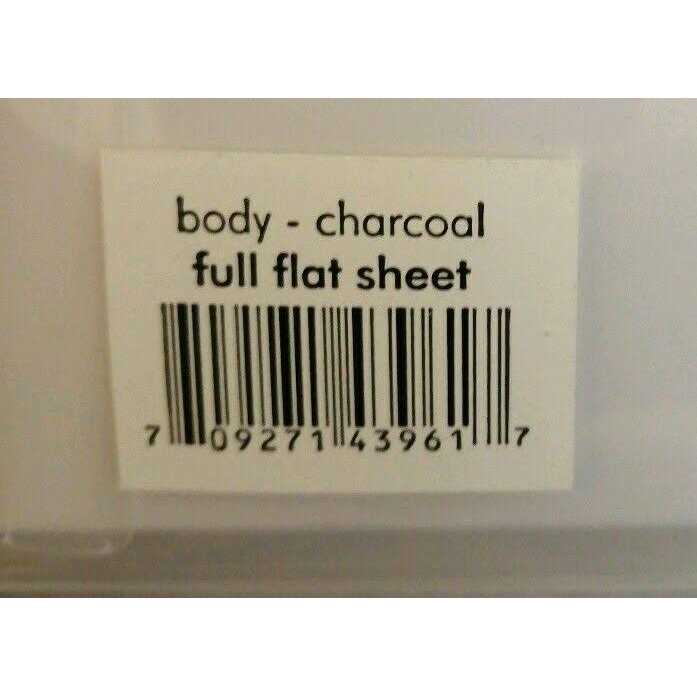 body - charcoal
full flat sheet
7 09271 43961 7